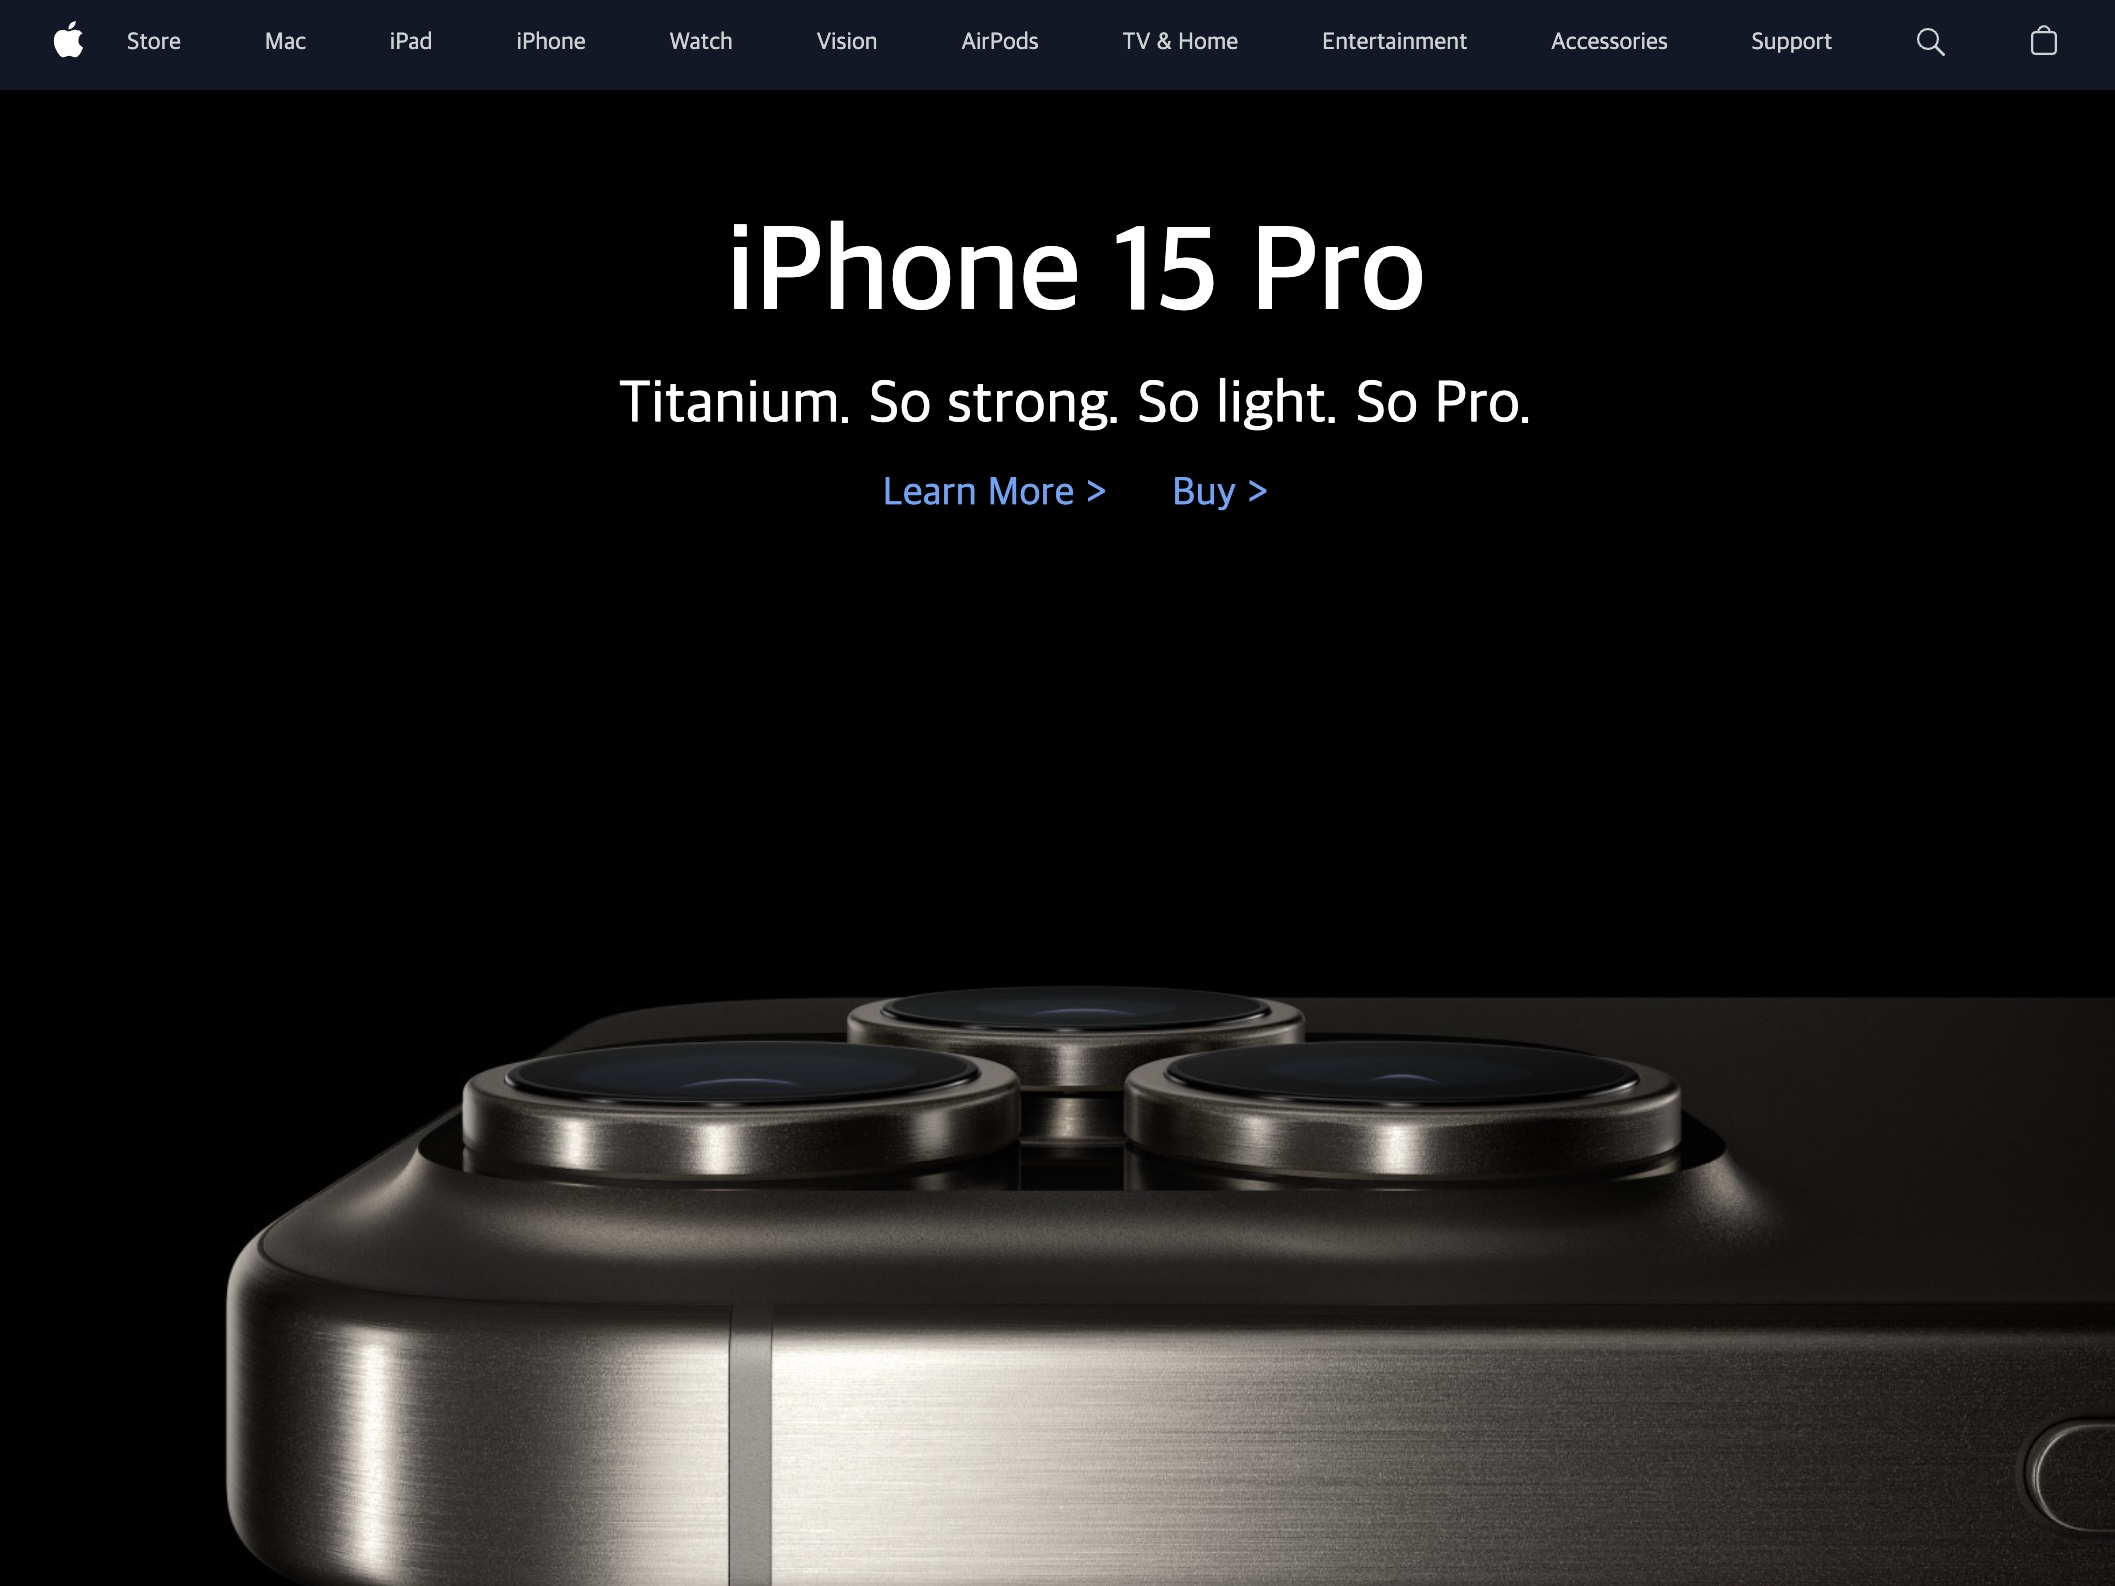 Store Mac iPad iPhone Watch Vision AirPods TV & Home Entertainment Accessories Support
iPhone 15 Pro
Titanium. So strong. So light. So Pro.
Learn More > Buy >